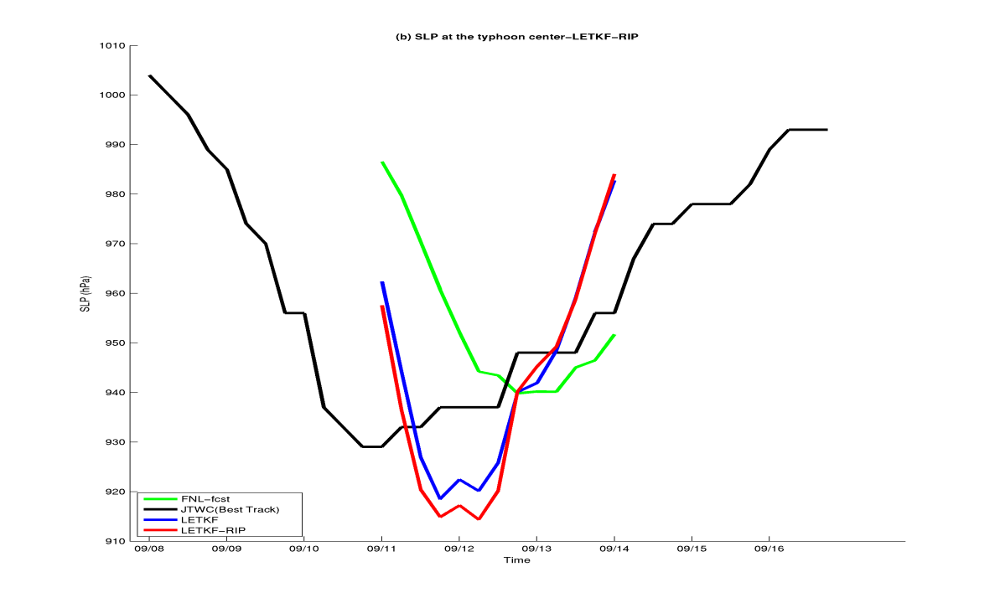 (b) SLP at the typhoon center−LETKF−RIP
1010
1000
990
980
970
960
950
940
930
920
910
SLP (hPa)
FNL−fcst
JTWC(Best Track)
LETKF
LETKF−RIP
09/08 09/09 09/10 09/11 09/12 09/13 09/14 09/15 09/16
Time